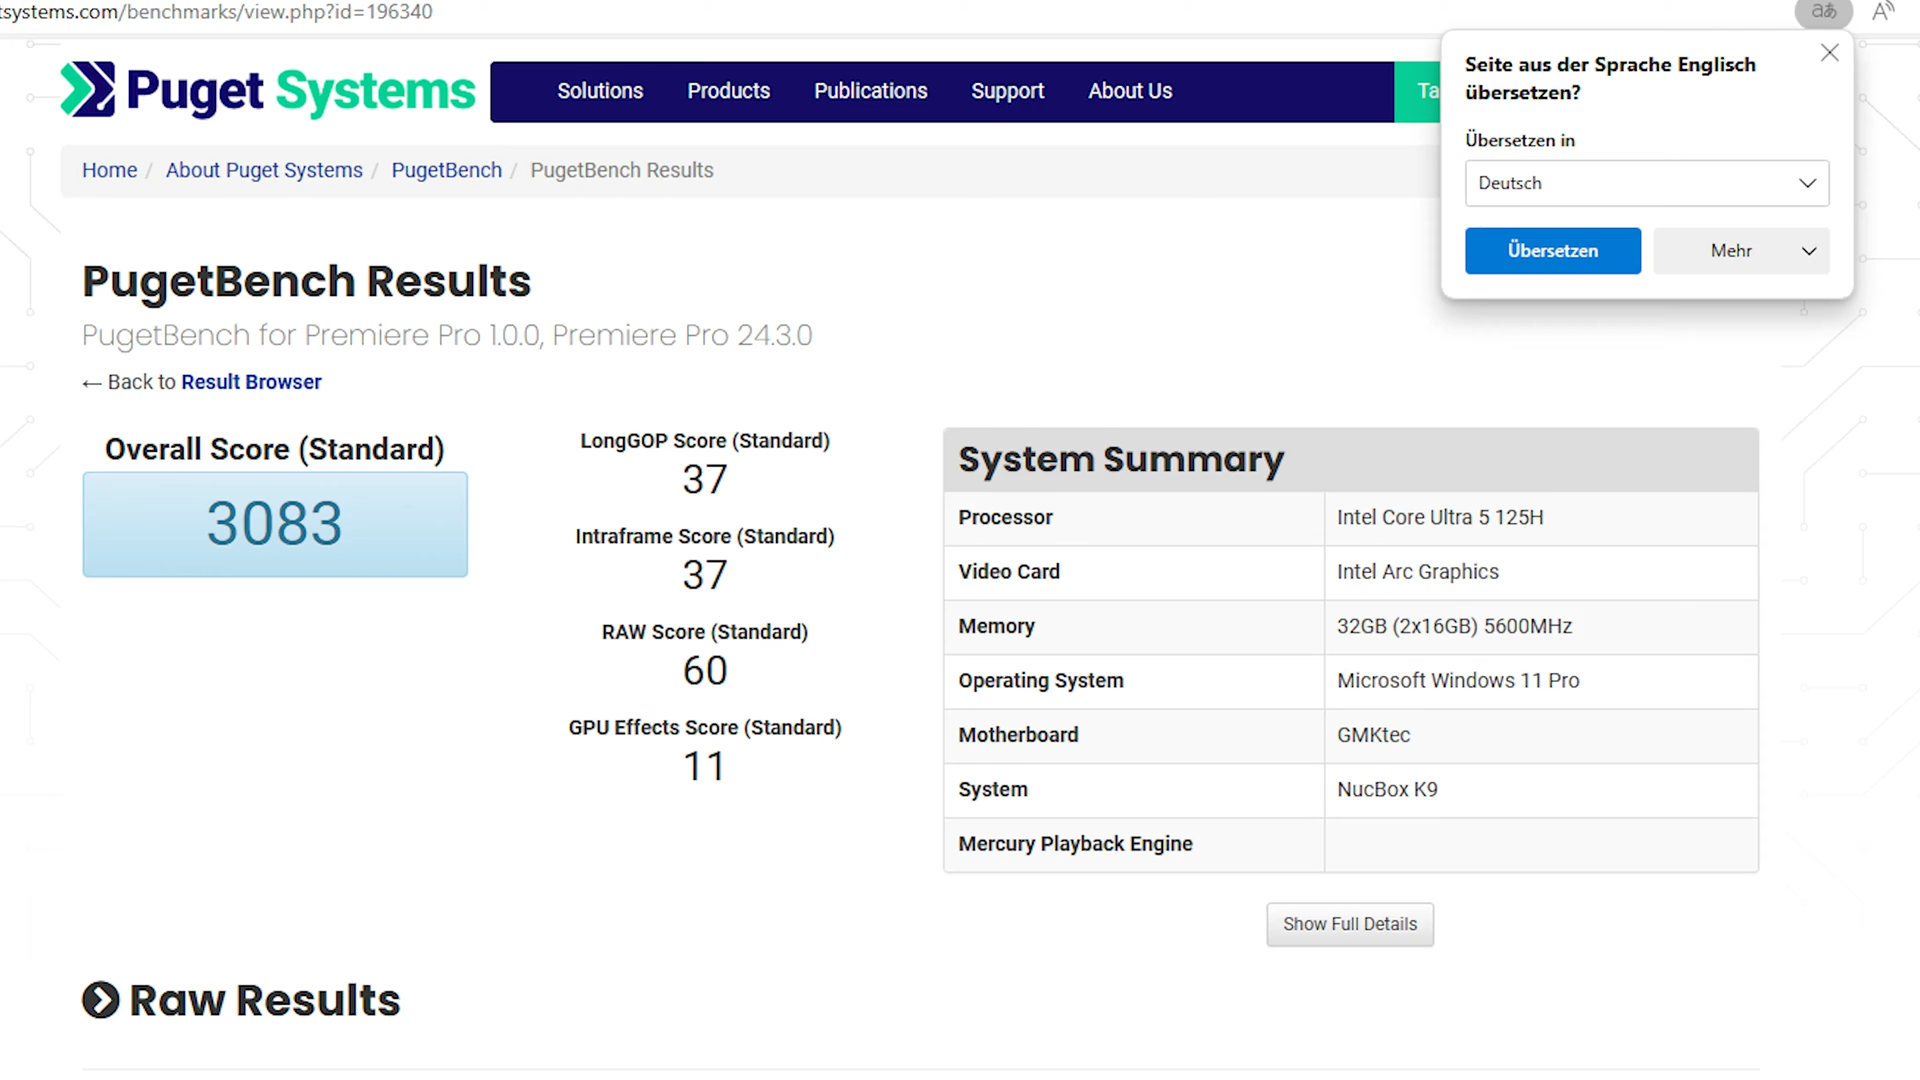 tsystems.com/benchmarks/view.php?id=196340
aあ
A
Puget Systems
Solutions Products Publications Support About Us Ta
Seite aus der Sprache Englisch
übersetzen?
Übersetzen in
Deutsch
Übersetzen Mehr
Home / About Puget Systems / PugetBench / PugetBench Results
PugetBench Results
PugetBench for Premiere Pro 1.0.0, Premiere Pro 24.3.0
← Back to Result Browser
Overall Score (Standard)
3083
LongGOP Score (Standard)
37
Intraframe Score (Standard)
37
RAW Score (Standard)
60
GPU Effects Score (Standard)
11
System Summary
Processor Intel Core Ultra 5 125H
Video Card Intel Arc Graphics
Memory 32GB (2x16GB) 5600MHz
Operating System Microsoft Windows 11 Pro
Motherboard GMKtec
System NucBox K9
Mercury Playback Engine
Show Full Details
Raw Results